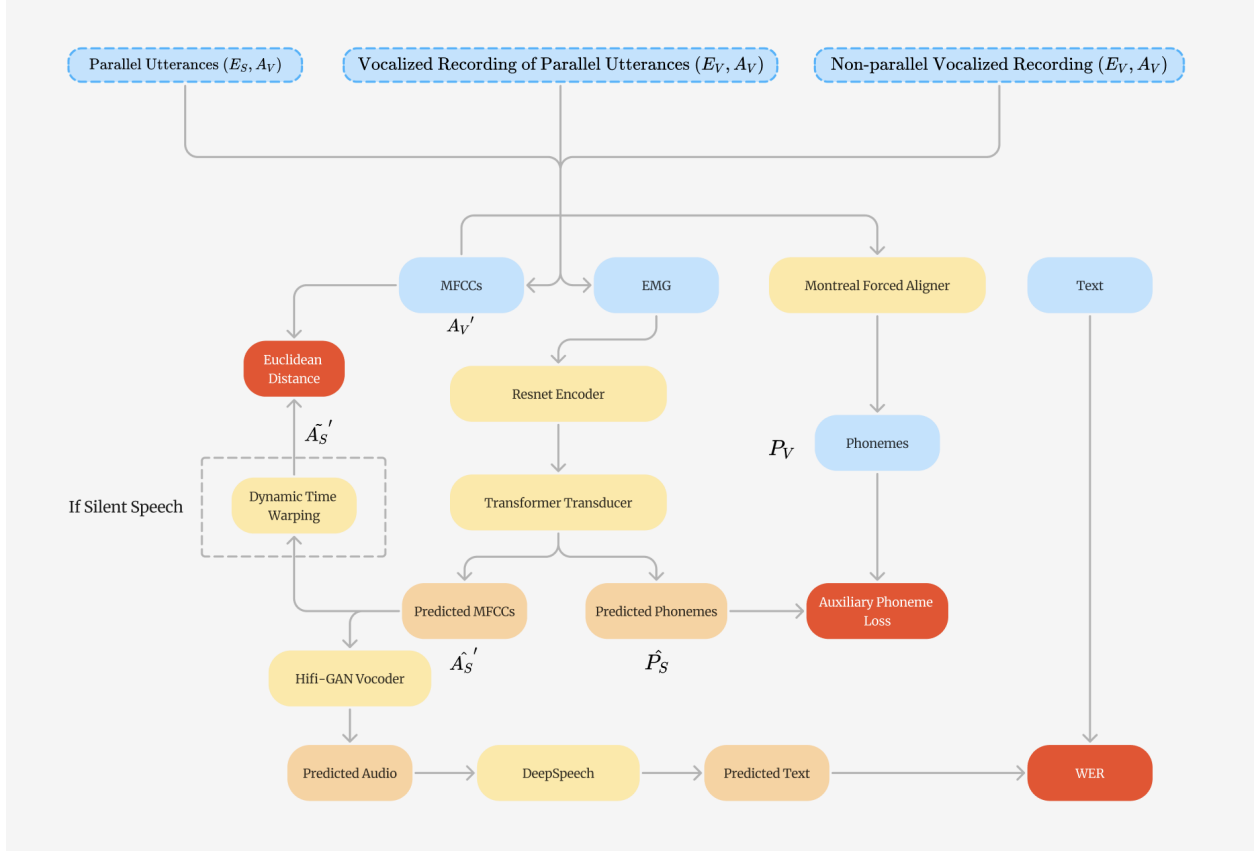 Parallel Utterances (E_S, A_V)
Vocalized Recording of Parallel Utterances (E_V, A_V)
Non-parallel Vocalized Recording (E_V, A_V)
MFCCs
EMG
Montreal Forced Aligner
Text
A_V′
Euclidean
Distance
Resnet Encoder
Ã_S′
P_V
Phonemes
If Silent Speech
Dynamic Time
Warping
Transformer Transducer
Predicted MFCCs
Predicted Phonemes
Auxiliary Phoneme
Loss
Â_S′
P̂_S
Hifi-GAN Vocoder
Predicted Audio
DeepSpeech
Predicted Text
WER